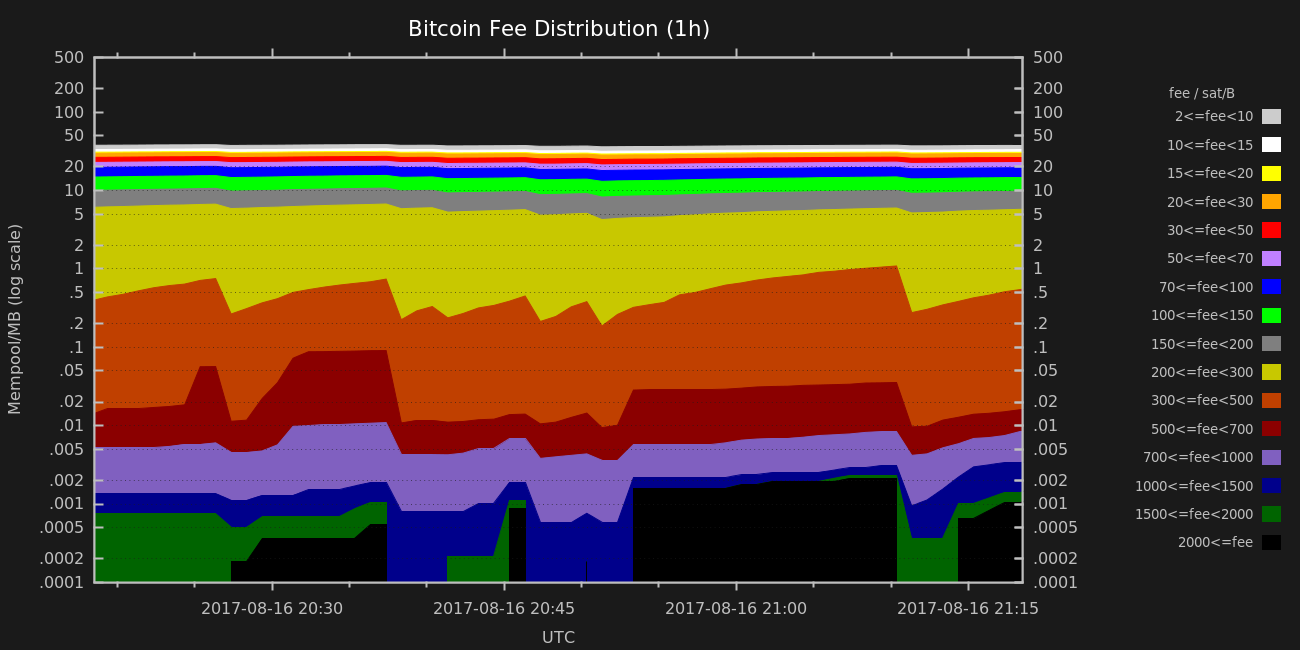 Bitcoin Fee Distribution (1h)
Mempool/MB (log scale)
500
200
100
50
20
10
5
2
1
.5
.2
.1
.05
.02
.01
.005
.002
.001
.0005
.0002
.0001
500
200
100
50
20
10
5
2
1
.5
.2
.1
.05
.02
.01
.005
.002
.001
.0005
.0002
.0001
fee / sat/B
2<=fee<10
10<=fee<15
15<=fee<20
20<=fee<30
30<=fee<50
50<=fee<70
70<=fee<100
100<=fee<150
150<=fee<200
200<=fee<300
300<=fee<500
500<=fee<700
700<=fee<1000
1000<=fee<1500
1500<=fee<2000
2000<=fee
2017-08-16 20:30 2017-08-16 20:45 2017-08-16 21:00 2017-08-16 21:15
UTC